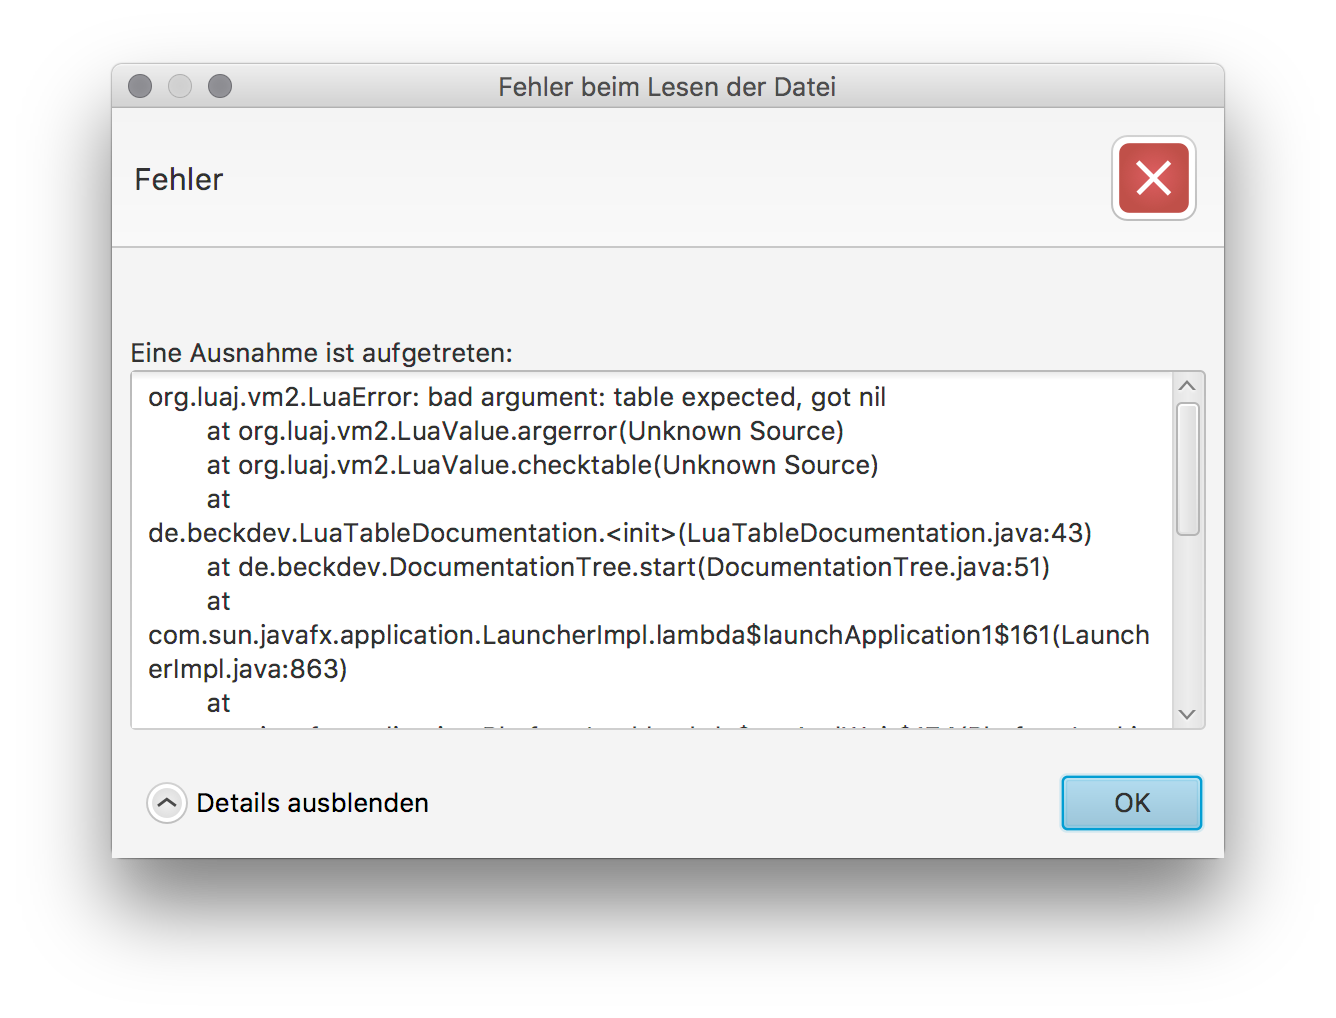 Fehler beim Lesen der Datei
Fehler
Eine Ausnahme ist aufgetreten:
org.luaj.vm2.LuaError: bad argument: table expected, got nil
at org.luaj.vm2.LuaValue.argerror(Unknown Source)
at org.luaj.vm2.LuaValue.checktable(Unknown Source)
at
de.beckdev.LuaTableDocumentation.<init>(LuaTableDocumentation.java:43)
at de.beckdev.DocumentationTree.start(DocumentationTree.java:51)
at
com.sun.javafx.application.LauncherImpl.lambda$launchApplication1$161(Launch
erImpl.java:863)
at
Details ausblenden
OK